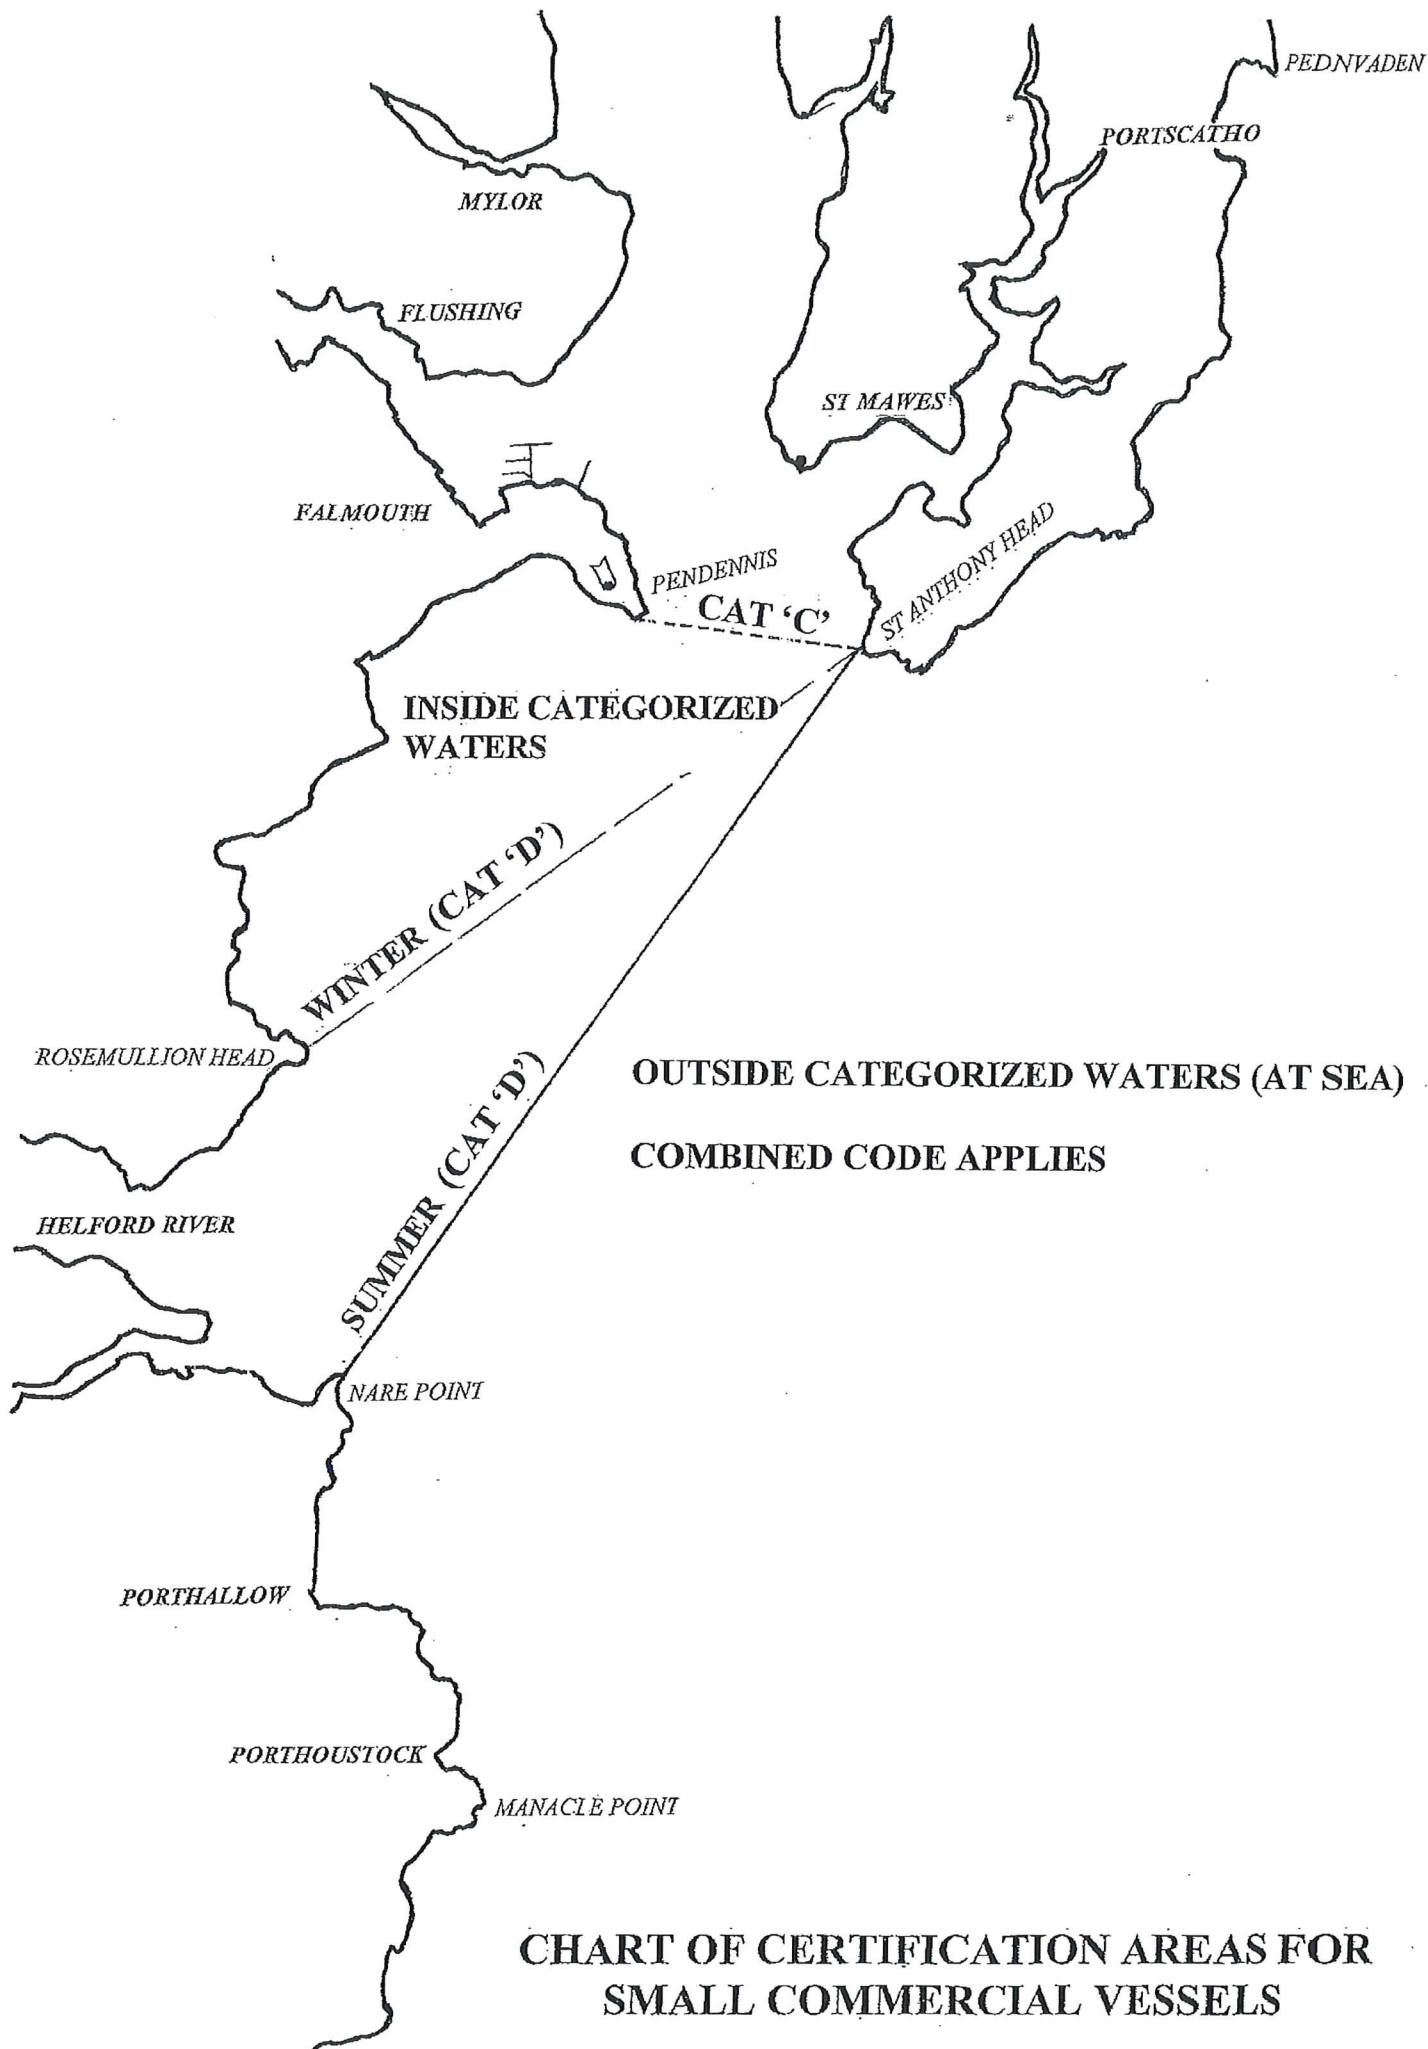 PEDNVADEN
PORTSCATHO
MYLOR
FLUSHING
ST MAWES
FALMOUTH
PENDENNIS
ST ANTHONY HEAD
CAT ‘C’
INSIDE CATEGORIZED
WATERS
WINTER (CAT ‘D’)
ROSEMULLION HEAD
OUTSIDE CATEGORIZED WATERS (AT SEA)
SUMMER (CAT ‘D’)
COMBINED CODE APPLIES
HELFORD RIVER
NARE POINT
PORTHALLOW
PORTHOUSTOCK
MANACLE POINT
CHART OF CERTIFICATION AREAS FOR
SMALL COMMERCIAL VESSELS